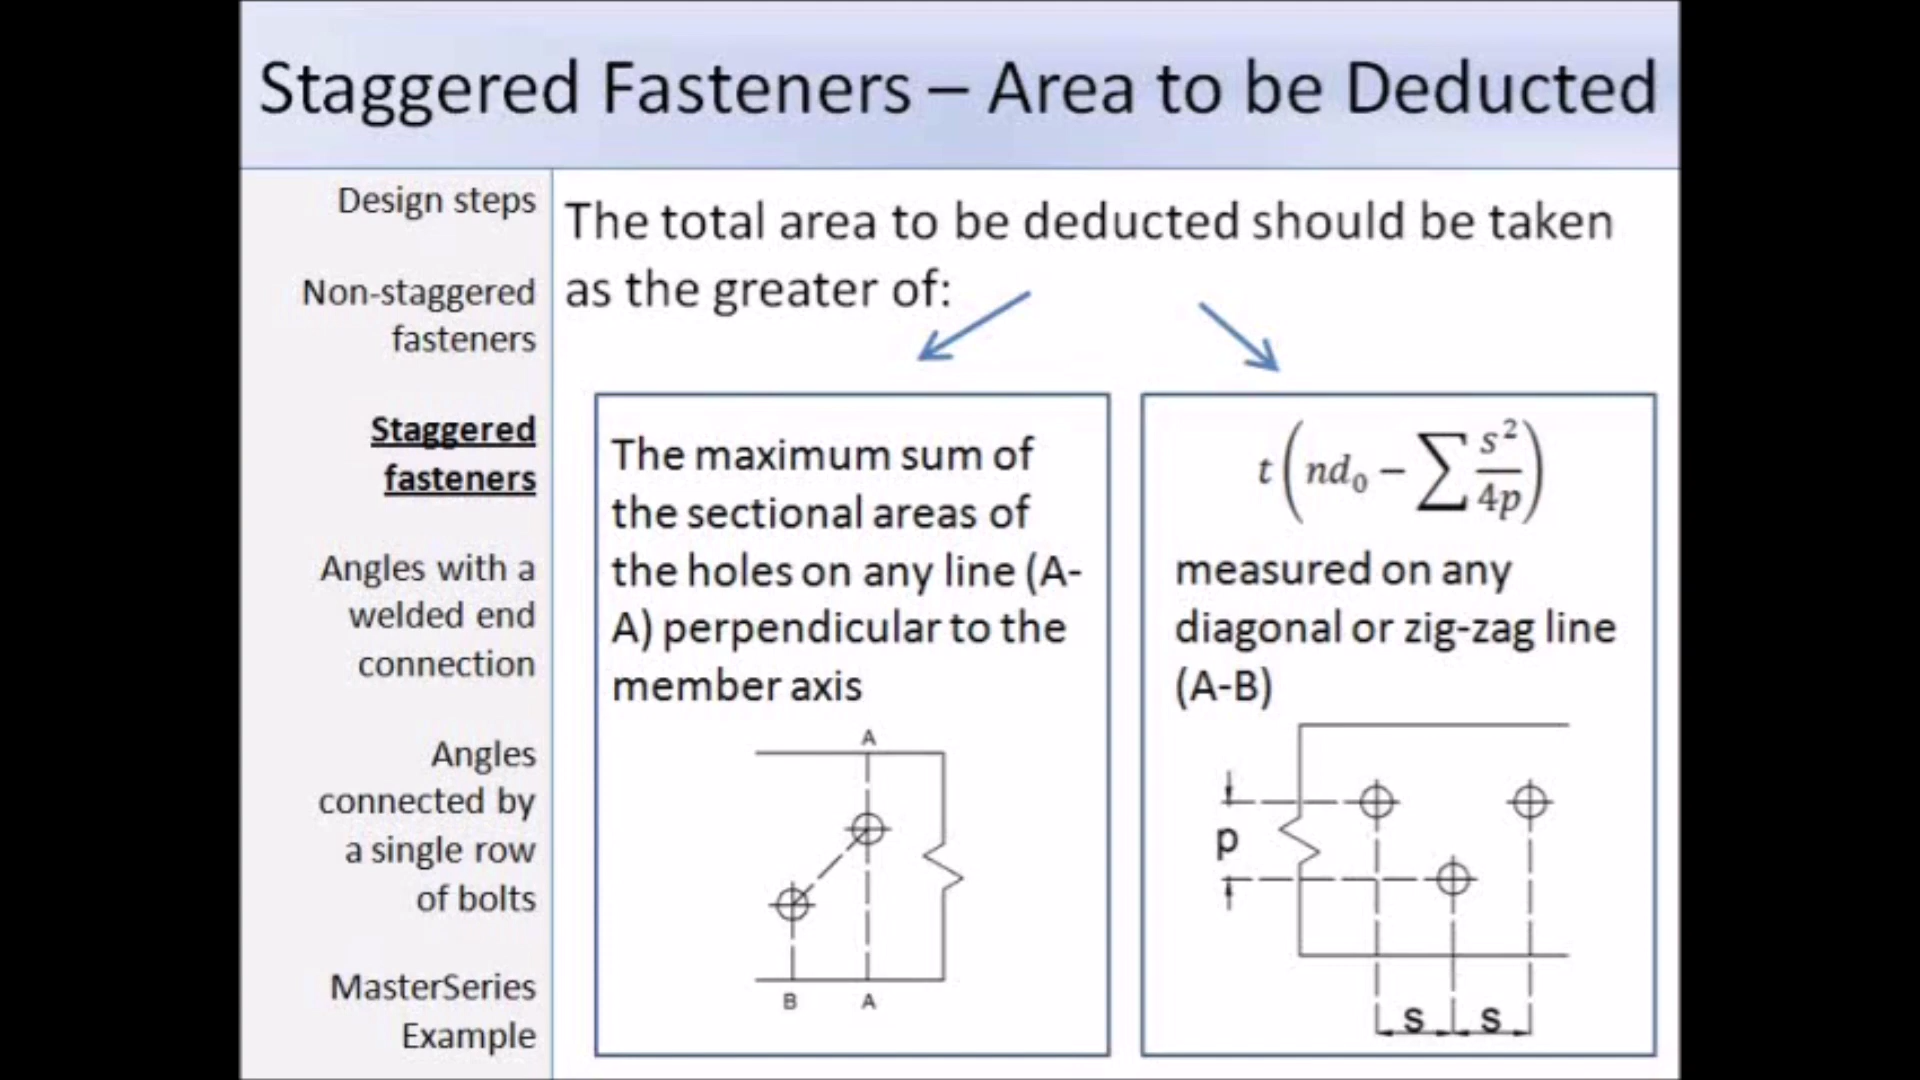 Staggered Fasteners – Area to be Deducted
Design steps
Non-staggered
fasteners
Staggered
fasteners
Angles with a
welded end
connection
Angles
connected by
a single row
of bolts
MasterSeries
Example
The total area to be deducted should be taken
as the greater of:
The maximum sum of
the sectional areas of
the holes on any line (A-
A) perpendicular to the
member axis
A
B A
t(nd₀ − ∑ s²/4p)
measured on any
diagonal or zig-zag line
(A-B)
p
s s